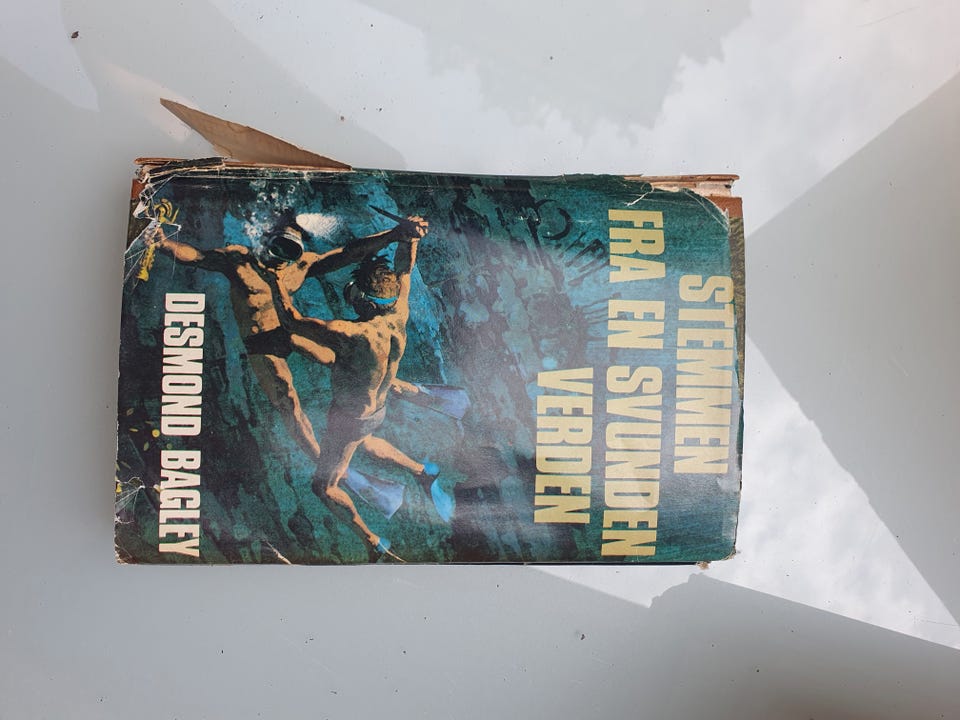 STEMMEN
FRA EN SVUNDEN
VERDEN
DESMOND BAGLEY